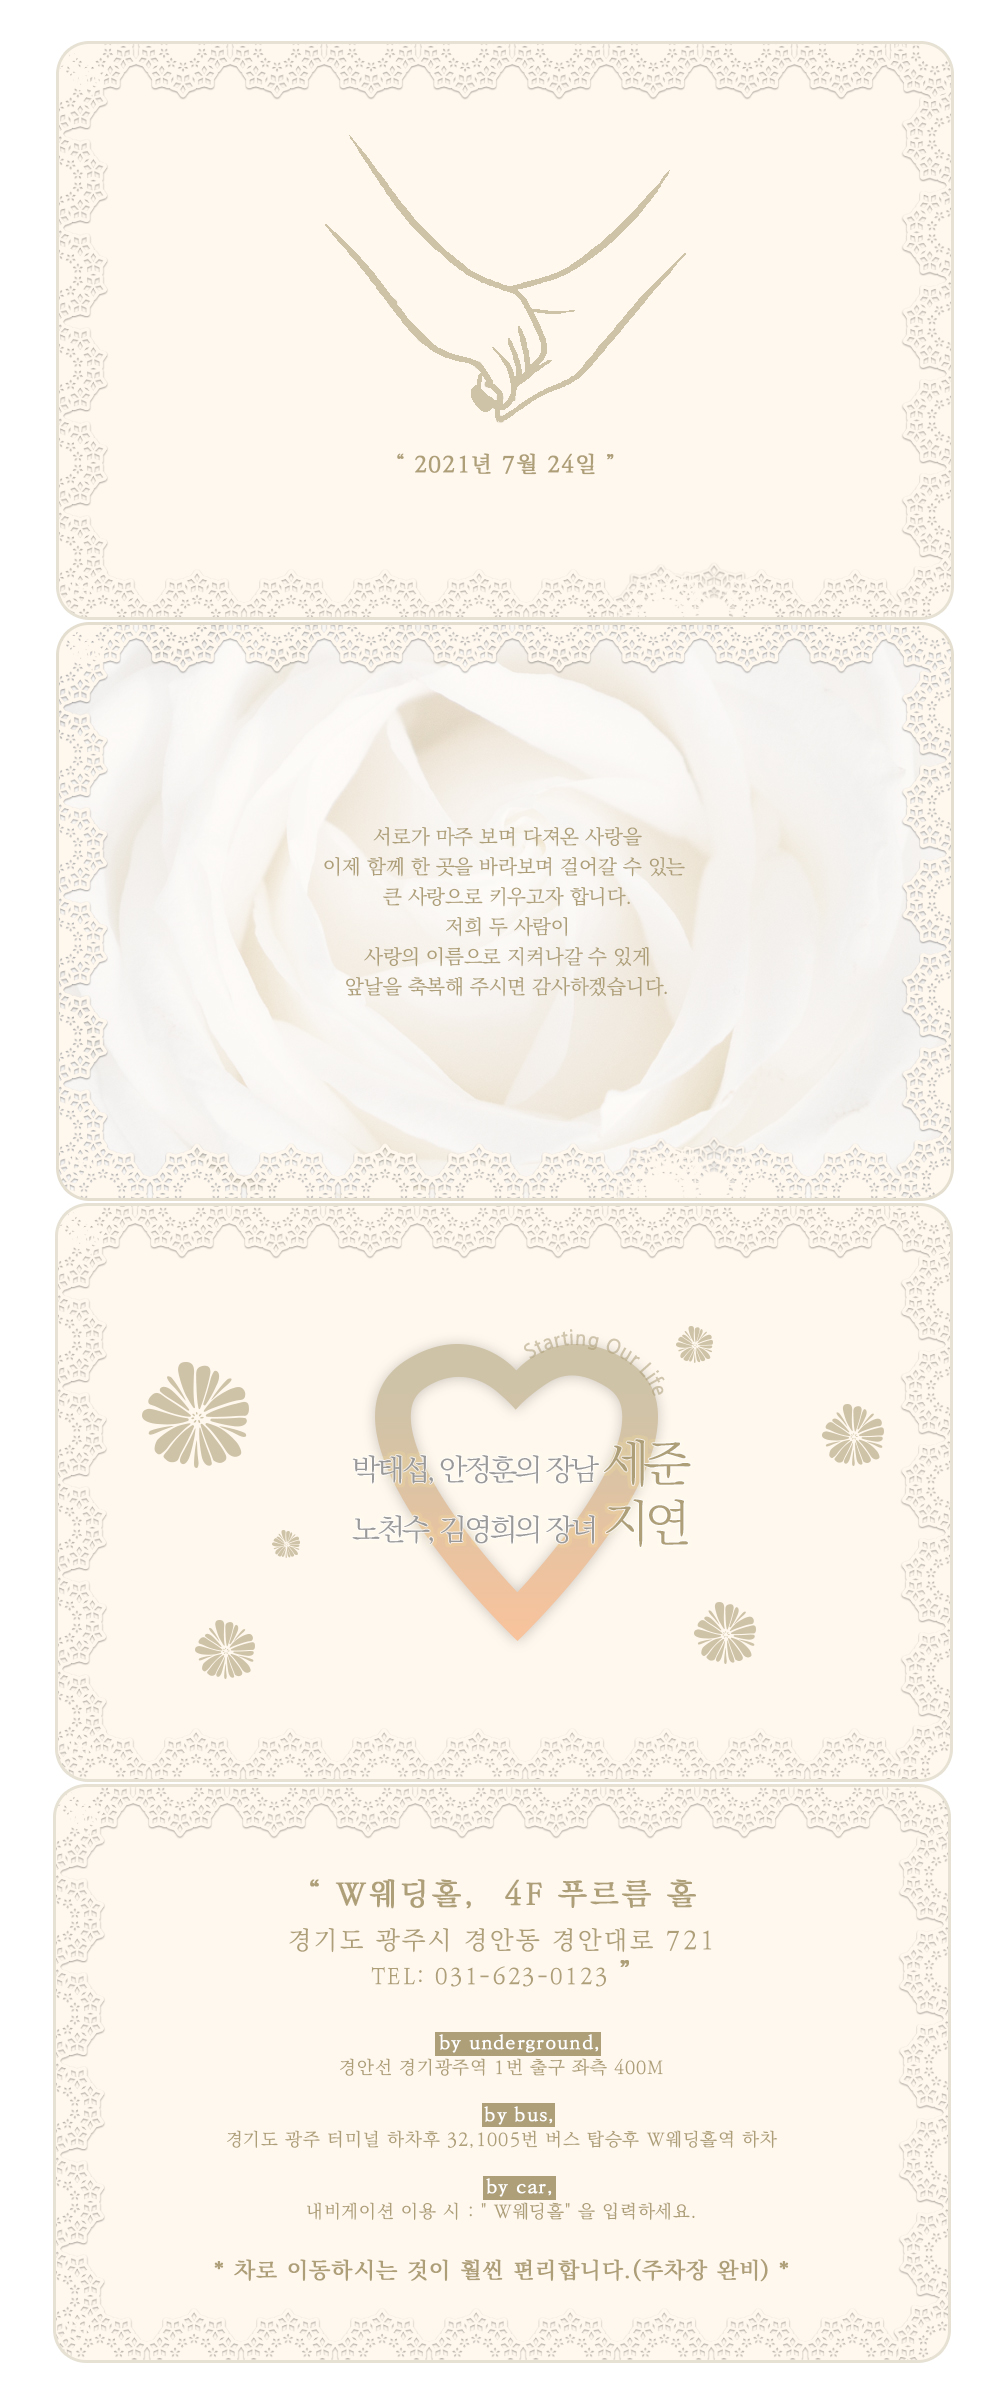 “ 2021년 7월 24일 ”
서로가 마주 보며 다져온 사랑을
이제 함께 한 곳을 바라보며 걸어갈 수 있는
큰 사랑으로 키우고자 합니다.
저희 두 사람이
사랑의 이름으로 지켜나갈 수 있게
앞날을 축복해 주시면 감사하겠습니다.
Starting Our Life
박태섭, 안정훈의 장남 세준
노천수, 김영희의 장녀 지연
“ W웨딩홀, 4F 푸르름 홀
경기도 광주시 경안동 경안대로 721
TEL: 031-623-0123 ”
by underground,
경안선 경기광주역 1번 출구 좌측 400M
by bus,
경기도 광주 터미널 하차후 32,1005번 버스 탑승후 W웨딩홀역 하차
by car,
내비게이션 이용 시 : " W웨딩홀" 을 입력하세요.
* 차로 이동하시는 것이 훨씬 편리합니다.(주차장 완비) *